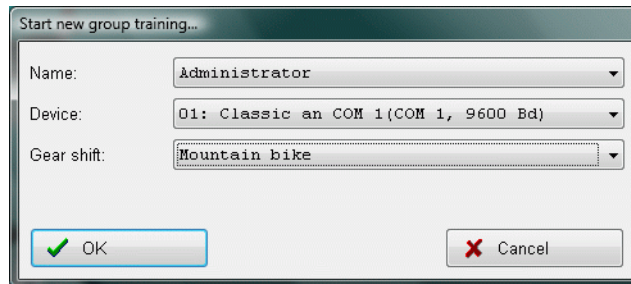 Start new group training...
Name: Administrator
Device: 01: Classic an COM 1(COM 1, 9600 Bd)
Gear shift: Mountain bike
OK Cancel